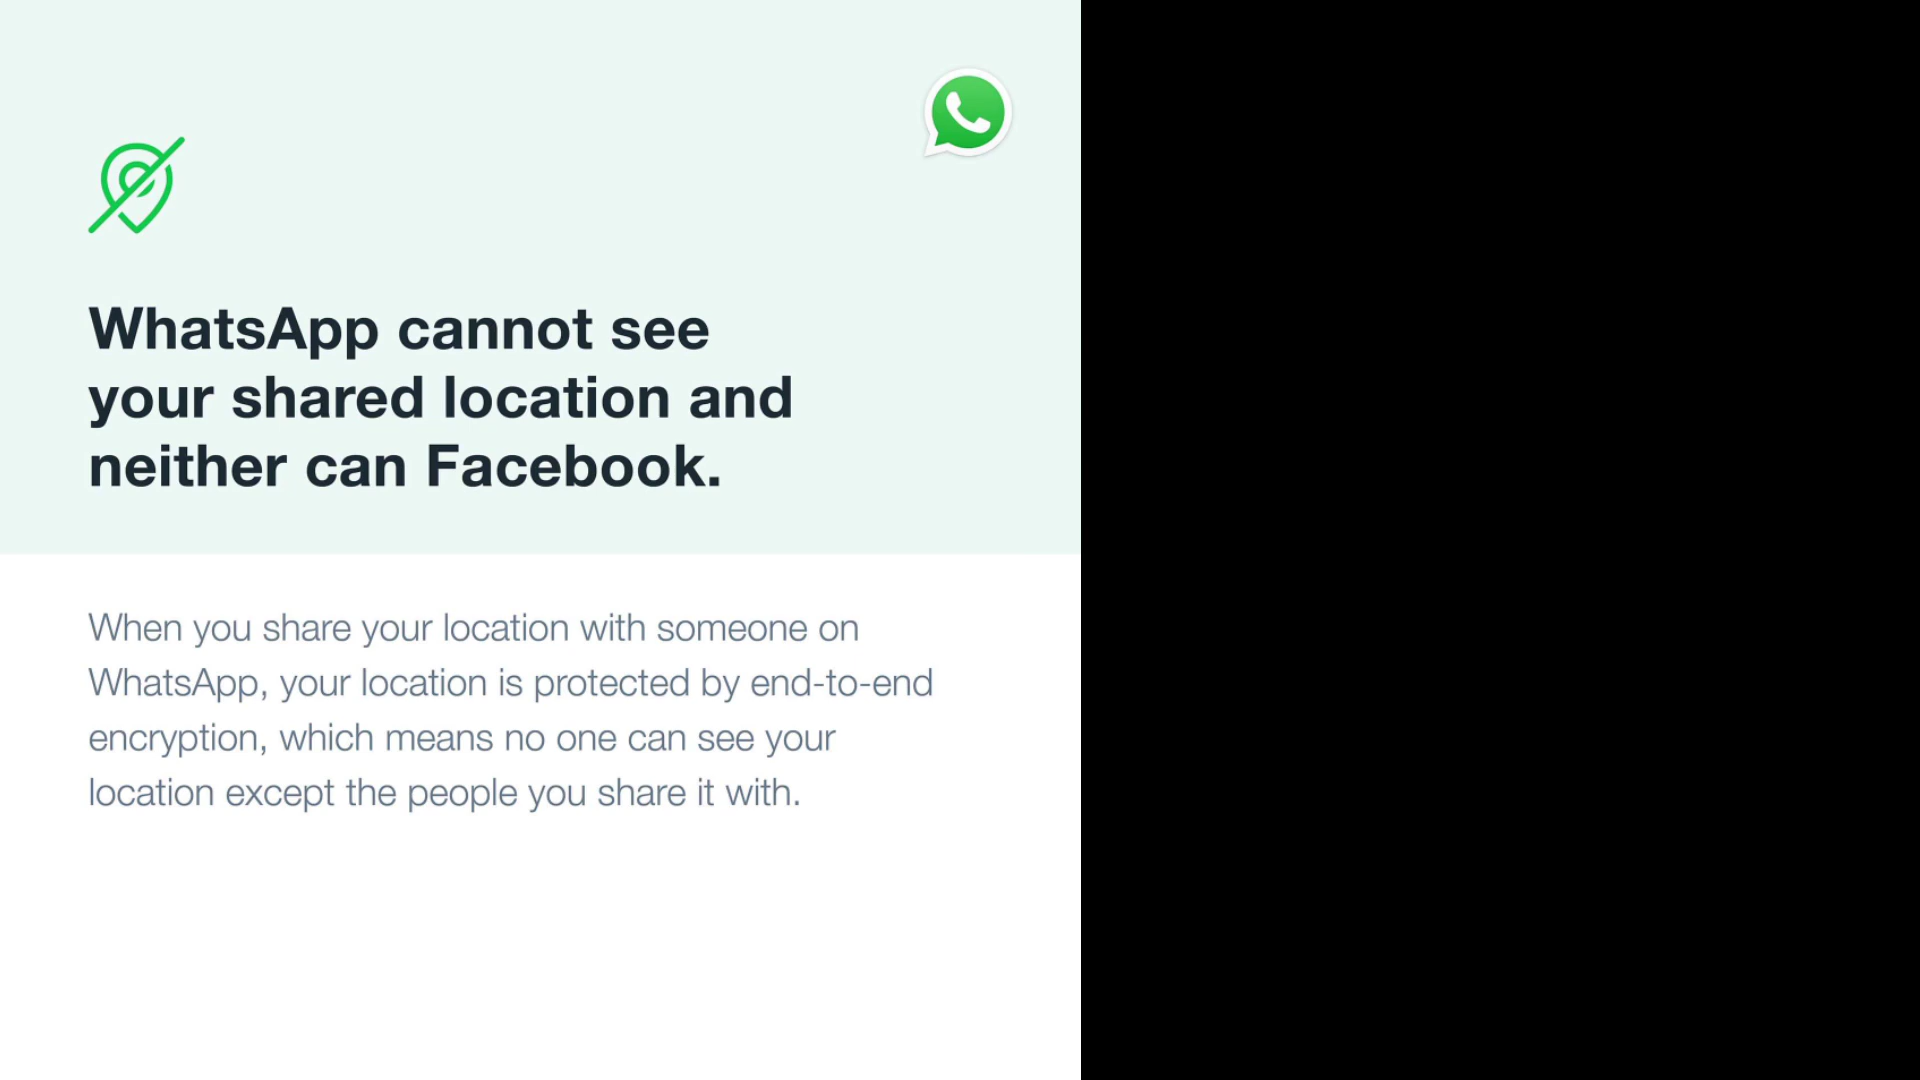 WhatsApp cannot see
your shared location and
neither can Facebook.
When you share your location with someone on
WhatsApp, your location is protected by end-to-end
encryption, which means no one can see your
location except the people you share it with.